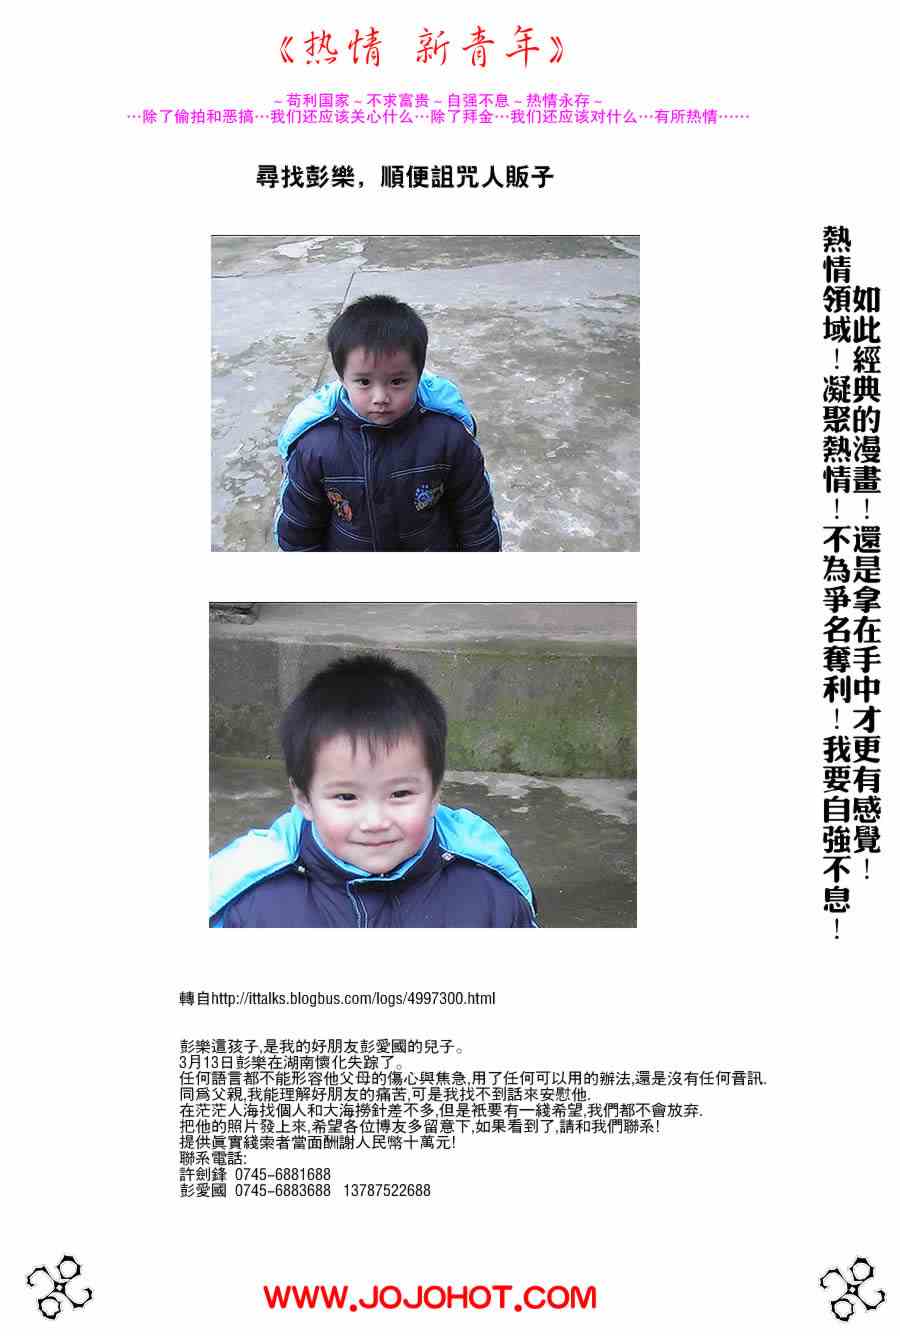 《热情 新青年》
～苟利国家～不求富贵～自强不息～热情永存～
…除了偷拍和恶搞…我们还应该关心什么…除了拜金…我们还应该对什么…有所热情……
尋找彭樂，順便詛咒人販子
如此經典的漫畫！還是拿在手中才更有感覺！
熱情領域！凝聚熱情！不為爭名奪利！我要自強不息！
轉自http://ittalks.blogbus.com/logs/4997300.html
彭樂這孩子,是我的好朋友彭愛國的兒子。
3月13日彭樂在湖南懷化失踪了。
任何語言都不能形容他父母的傷心與焦急,用了任何可以用的辦法,還是沒有任何音訊.
同爲父親,我能理解好朋友的痛苦,可是我找不到話來安慰他.
在茫茫人海找個人和大海撈針差不多,但是衹要有一綫希望,我們都不會放弃.
把他的照片發上來,希望各位博友多留意下,如果看到了,請和我們聯系!
提供眞實綫索者當面酬謝人民幣十萬元!
聯系電話:
許劍鋒 0745-6881688
彭愛國 0745-6883688 13787522688
WWW.JOJOHOT.COM